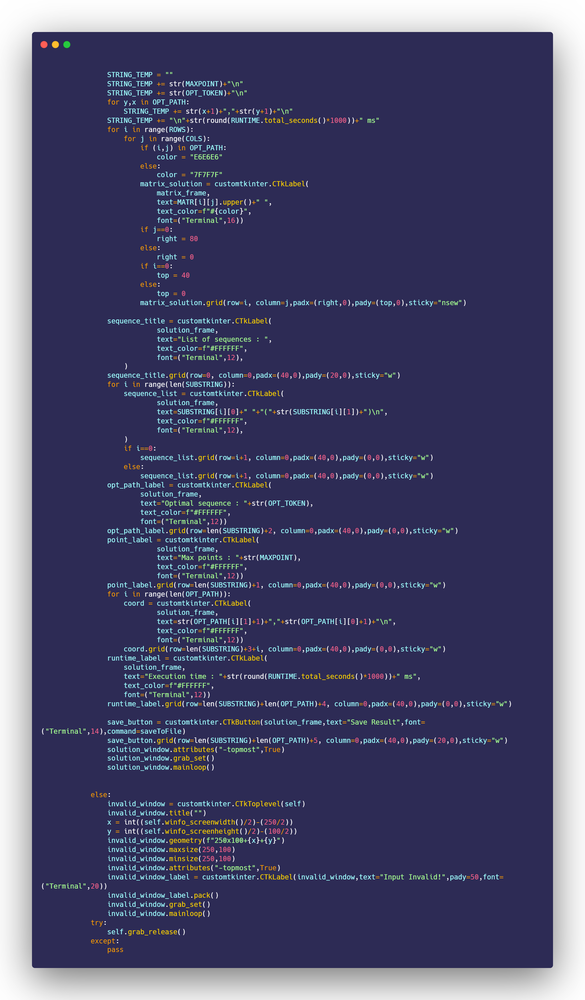 STRING_TEMP = ""
STRING_TEMP += str(MAXPOINT)+"\n"
STRING_TEMP += str(OPT_TOKEN)+"\n"
for y,x in OPT_PATH:
    STRING_TEMP += str(x+1)+","+str(y+1)+"\n"
STRING_TEMP += "\n"+str(round(RUNTIME.total_seconds()*1000))+" ms"
for i in range(ROWS):
    for j in range(COLS):
        if (i,j) in OPT_PATH:
            color = "E6E6E6"
        else:
            color = "7F7F7F"
        matrix_solution = customtkinter.CTkLabel(
            matrix_frame,
            text=MATR[i][j].upper()+" ",
            text_color=f"#{color}",
            font=("Terminal",16))
        if j==0:
            right = 80
        else:
            right = 0
        if i==0:
            top = 40
        else:
            top = 0
        matrix_solution.grid(row=i, column=j,padx=(right,0),pady=(top,0),sticky="nsew")

sequence_title = customtkinter.CTkLabel(
            solution_frame,
            text="List of sequences : ",
            text_color=f"#FFFFFF",
            font=("Terminal",12),
    )
sequence_title.grid(row=0, column=0,padx=(40,0),pady=(20,0),sticky="w")
for i in range(len(SUBSTRING)):
    sequence_list = customtkinter.CTkLabel(
            solution_frame,
            text=SUBSTRING[i][0]+" "+"("+str(SUBSTRING[i][1])+")\n",
            text_color=f"#FFFFFF",
            font=("Terminal",12),
    )
    if i==0:
        sequence_list.grid(row=i+1, column=0,padx=(40,0),pady=(0,0),sticky="w")
    else:
        sequence_list.grid(row=i+1, column=0,padx=(40,0),pady=(0,0),sticky="w")
opt_path_label = customtkinter.CTkLabel(
        solution_frame,
        text="Optimal sequence : "+str(OPT_TOKEN),
        text_color=f"#FFFFFF",
        font=("Terminal",12))
opt_path_label.grid(row=len(SUBSTRING)+2, column=0,padx=(40,0),pady=(0,0),sticky="w")
point_label = customtkinter.CTkLabel(
            solution_frame,
            text="Max points : "+str(MAXPOINT),
            text_color=f"#FFFFFF",
            font=("Terminal",12))
point_label.grid(row=len(SUBSTRING)+1, column=0,padx=(40,0),pady=(0,0),sticky="w")
for i in range(len(OPT_PATH)):
    coord = customtkinter.CTkLabel(
            solution_frame,
            text=str(OPT_PATH[i][1]+1)+","+str(OPT_PATH[i][0]+1)+"\n",
            text_color=f"#FFFFFF",
            font=("Terminal",12))
    coord.grid(row=len(SUBSTRING)+3+i, column=0,padx=(40,0),pady=(0,0),sticky="w")
runtime_label = customtkinter.CTkLabel(
    solution_frame,
    text="Execution time : "+str(round(RUNTIME.total_seconds()*1000))+" ms",
    text_color=f"#FFFFFF",
    font=("Terminal",12))
runtime_label.grid(row=len(SUBSTRING)+len(OPT_PATH)+4, column=0,padx=(40,0),pady=(0,0),sticky="w")

save_button = customtkinter.CTkButton(solution_frame,text="Save Result",font=
("Terminal",14),command=saveToFile)
save_button.grid(row=len(SUBSTRING)+len(OPT_PATH)+5, column=0,padx=(40,0),pady=(20,0),sticky="w")
solution_window.attributes("-topmost",True)
solution_window.grab_set()
solution_window.mainloop()

else:
    invalid_window = customtkinter.CTkToplevel(self)
    invalid_window.title("")
    x = int((self.winfo_screenwidth()/2)-(250/2))
    y = int((self.winfo_screenheight()/2)-(100/2))
    invalid_window.geometry(f"250x100+{x}+{y}")
    invalid_window.maxsize(250,100)
    invalid_window.minsize(250,100)
    invalid_window.attributes("-topmost",True)
    invalid_window_label = customtkinter.CTkLabel(invalid_window,text="Input Invalid!",pady=50,font=
("Terminal",20))
    invalid_window_label.pack()
    invalid_window.grab_set()
    invalid_window.mainloop()
try:
    self.grab_release()
except:
    pass